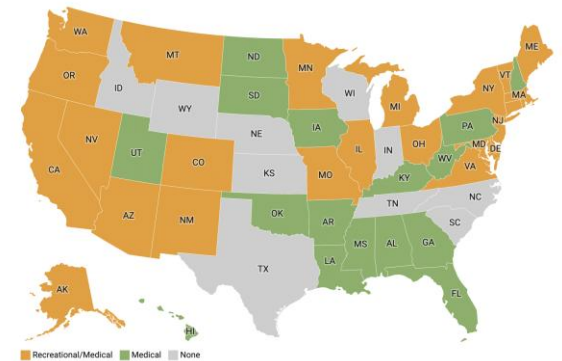 WA
ME
MT
ND
MN
VT
OR
ID
WI
NY
MA
SD
MI
WY
IA
PA
NJ
NE
OH
MD
DE
NV
IL
IN
UT
CO
WV
VA
CA
KS
MO
KY
NC
TN
AZ
NM
OK
AR
SC
MS
AL
GA
TX
LA
AK
FL
HI
Recreational/Medical Medical None